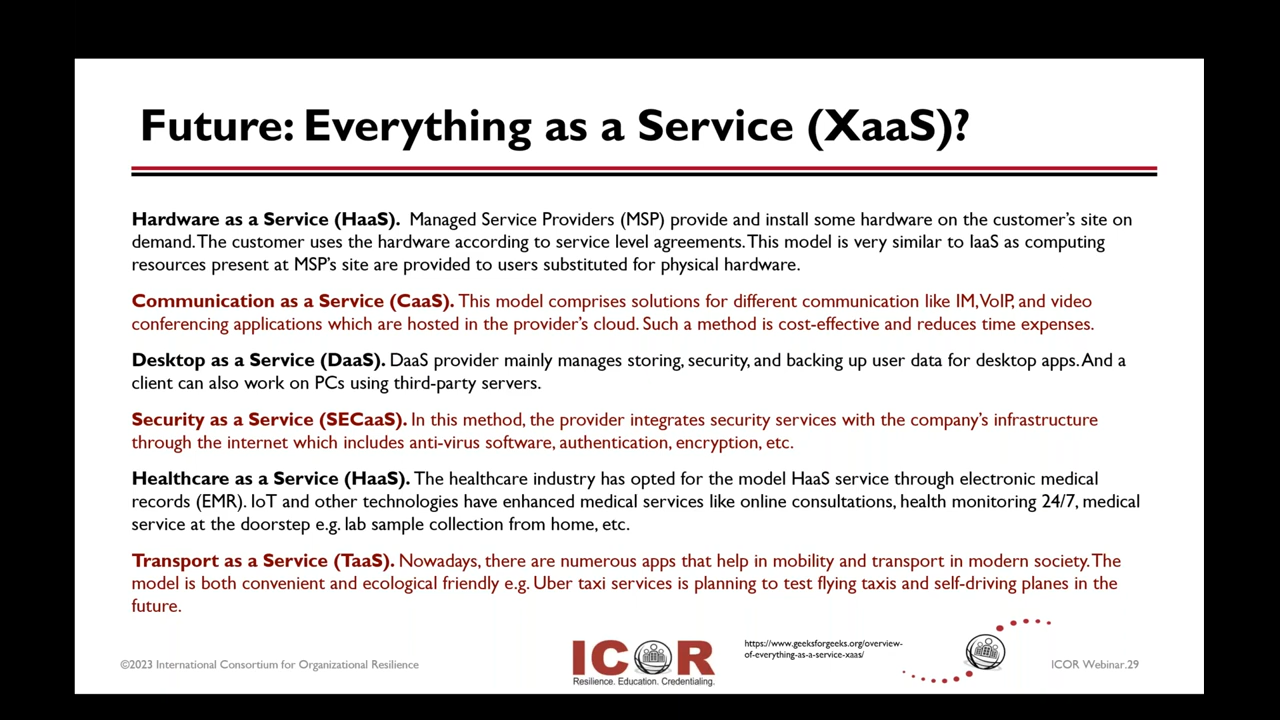 Future: Everything as a Service (XaaS)?
Hardware as a Service (HaaS). Managed Service Providers (MSP) provide and install some hardware on the customer's site on
demand. The customer uses the hardware according to service level agreements. This model is very similar to IaaS as computing
resources present at MSP's site are provided to users substituted for physical hardware.
Communication as a Service (CaaS). This model comprises solutions for different communication like IM, VoIP, and video
conferencing applications which are hosted in the provider's cloud. Such a method is cost-effective and reduces time expenses.
Desktop as a Service (DaaS). DaaS provider mainly manages storing, security, and backing up user data for desktop apps. And a
client can also work on PCs using third-party servers.
Security as a Service (SECaaS). In this method, the provider integrates security services with the company's infrastructure
through the internet which includes anti-virus software, authentication, encryption, etc.
Healthcare as a Service (HaaS). The healthcare industry has opted for the model HaaS service through electronic medical
records (EMR). IoT and other technologies have enhanced medical services like online consultations, health monitoring 24/7, medical
service at the doorstep e.g. lab sample collection from home, etc.
Transport as a Service (TaaS). Nowadays, there are numerous apps that help in mobility and transport in modern society. The
model is both convenient and ecological friendly e.g. Uber taxi services is planning to test flying taxis and self-driving planes in the
future.
©2023 International Consortium for Organizational Resilience
ICOR
Resilience. Education. Credentialing.
https://www.geeksforgeeks.org/overview-
of-everything-as-a-service-xaas/
ICOR Webinar.29